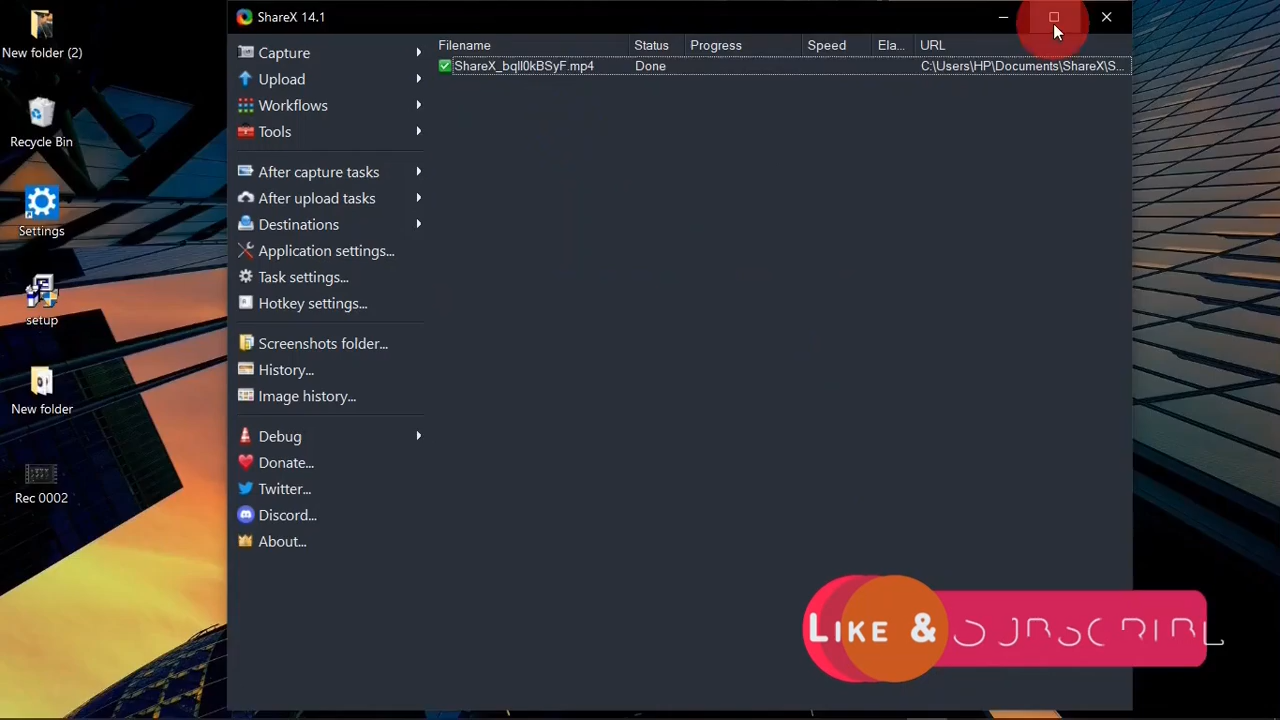 New folder (2)
Recycle Bin
Settings
setup
New folder
Rec 0002
ShareX 14.1
Capture
Upload
Workflows
Tools
After capture tasks
After upload tasks
Destinations
Application settings...
Task settings...
Hotkey settings...
Screenshots folder...
History...
Image history...
Debug
Donate...
Twitter...
Discord...
About...
Filename Status Progress Speed Ela... URL
ShareX_bqll0kBSyF.mp4 Done C:\Users\HP\Documents\ShareX\S...
LIKE & SUBSCRIBE